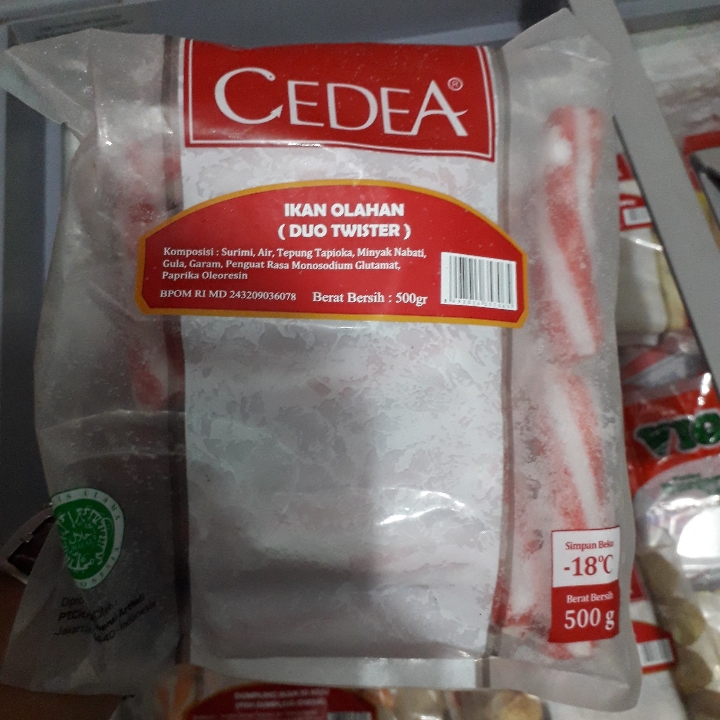 CEDEA®
IKAN OLAHAN
( DUO TWISTER )
Komposisi : Surimi, Air, Tepung Tapioka, Minyak Nabati,
Gula, Garam, Penguat Rasa Monosodium Glutamat,
Paprika Oleoresin
BPOM RI MD 243209036078 Berat Bersih : 500gr
Simpan Beku
-18°C
Berat Bersih
500 g